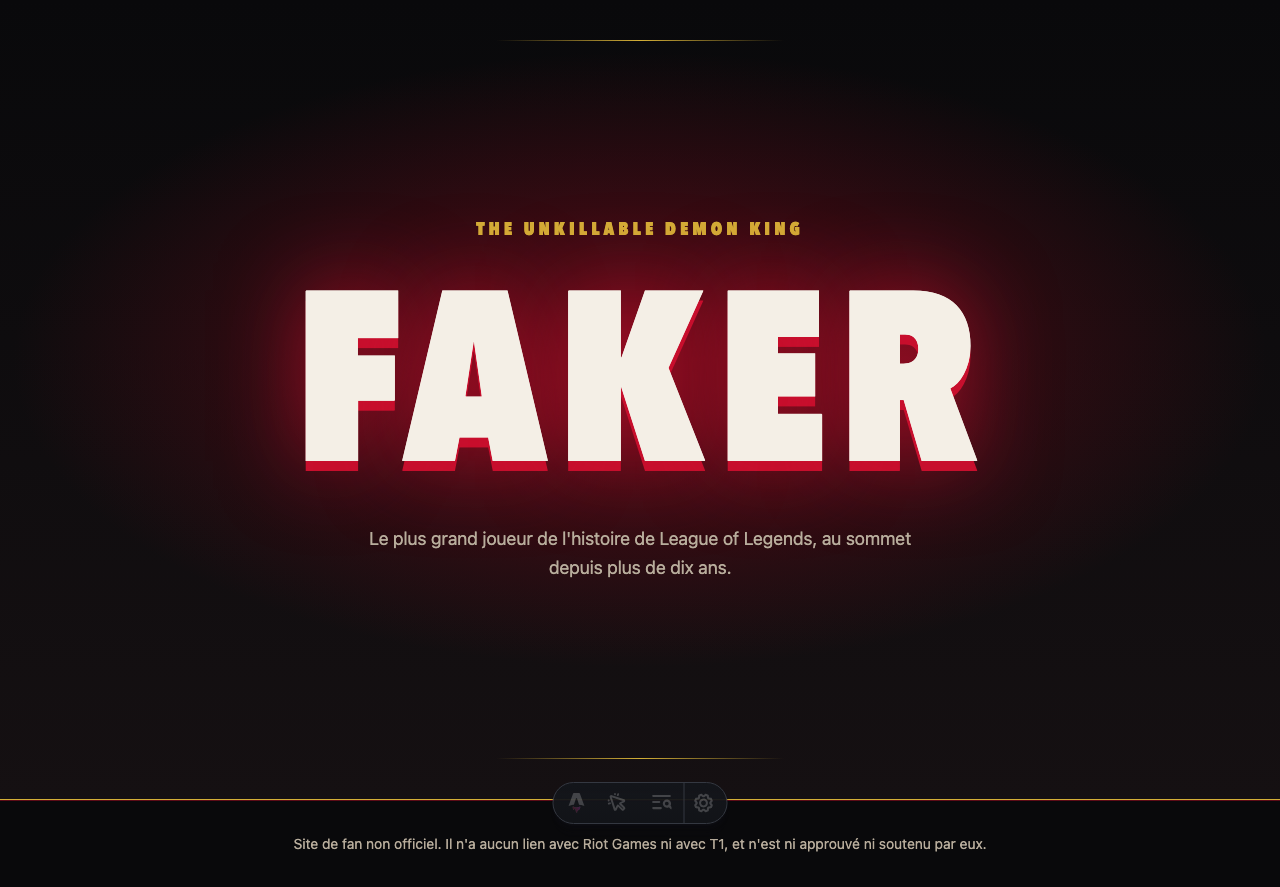 THE UNKILLABLE DEMON KING
FAKER
Le plus grand joueur de l'histoire de League of Legends, au sommet
depuis plus de dix ans.
Site de fan non officiel. Il n'a aucun lien avec Riot Games ni avec T1, et n'est ni approuvé ni soutenu par eux.